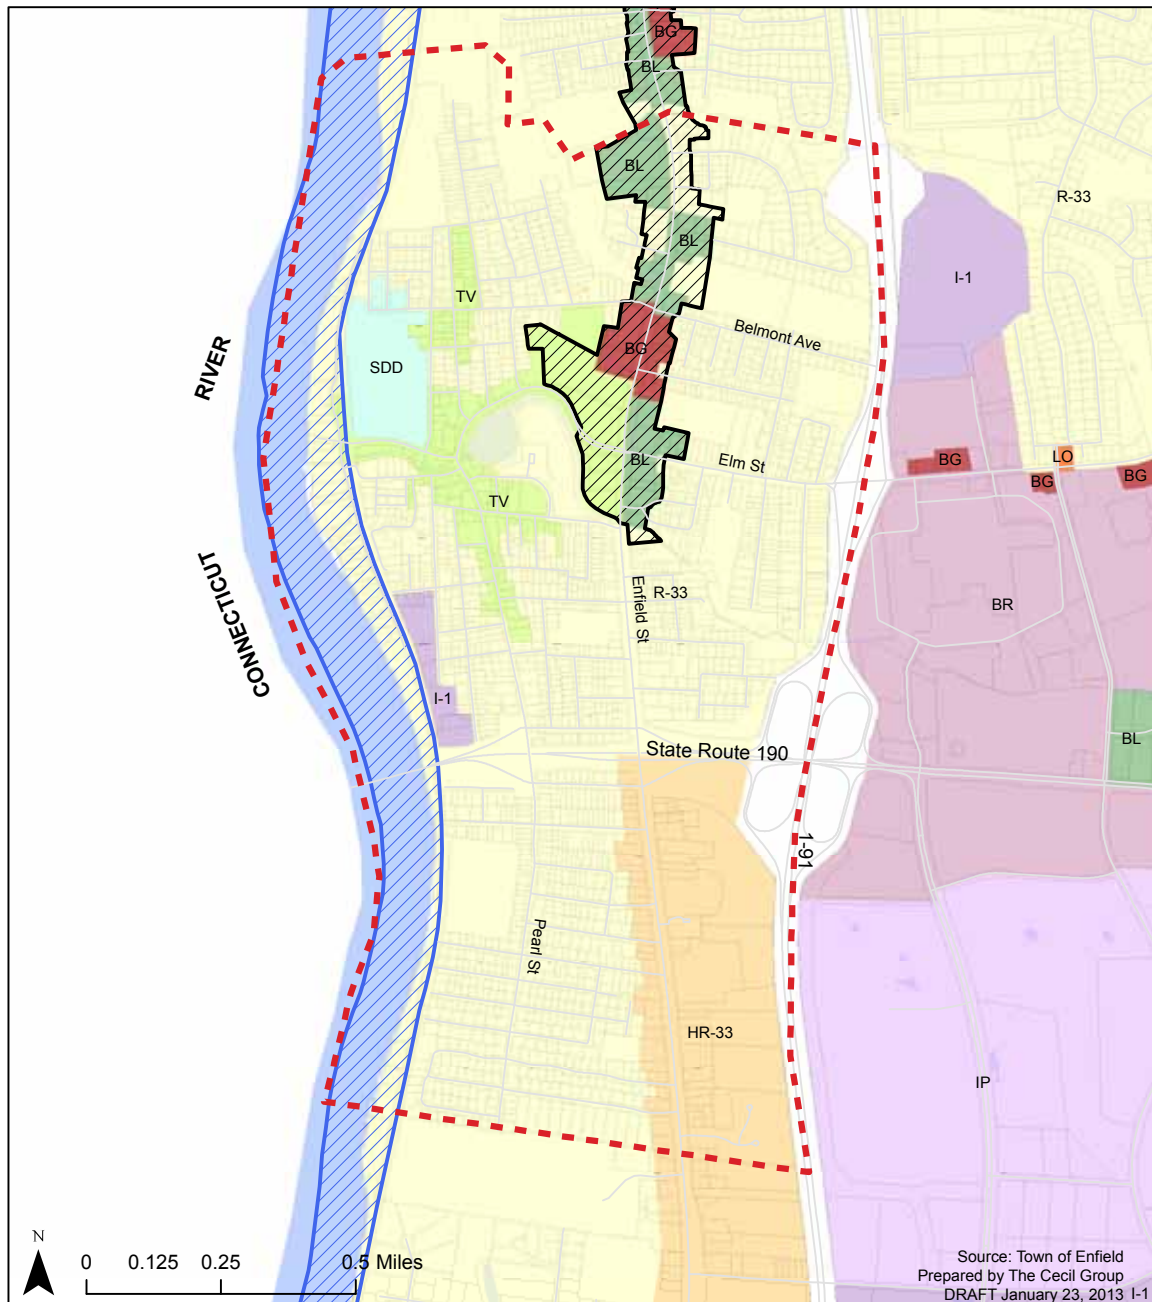 BG
BL
BL
R-33
BL
I-1
TV
Belmont Ave
BG
RIVER
SDD
BL
Elm St
BG
LO
BG
BG
TV
CONNECTICUT
Enfield St
R-33
BR
I-1
BL
State Route 190
1-91
Pearl St
HR-33
IP
N
0 0.125 0.25 0.5 Miles
Source: Town of Enfield
Prepared by The Cecil Group
DRAFT January 23, 2013 I-1